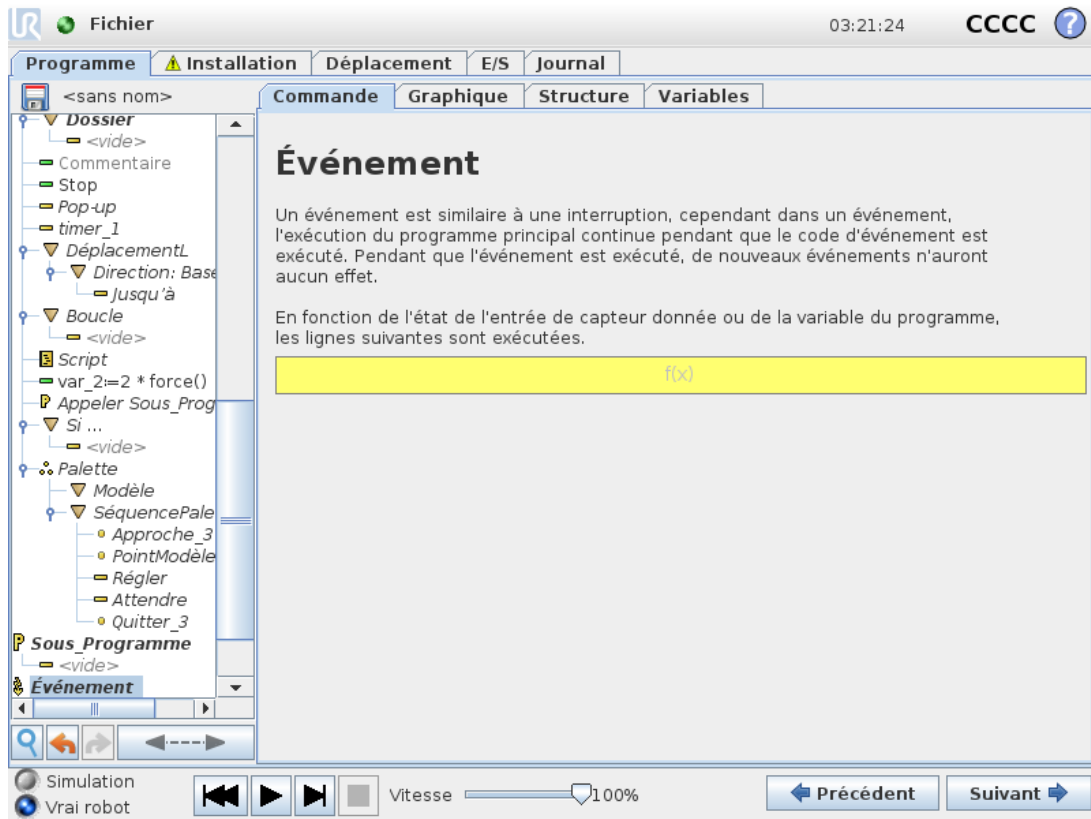 UR Fichier 03:21:24 CCCC ?
Programme Installation Déplacement E/S Journal
<sans nom>
Commande Graphique Structure Variables
Dossier
<vide>
Commentaire
Stop
Pop-up
timer_1
DéplacementL
Direction: Base
Jusqu'à
Boucle
<vide>
Script
var_2:=2 * force()
Appeler Sous_Prog
Si ...
<vide>
Palette
Modèle
SéquencePale
Approche_3
PointModèle
Régler
Attendre
Quitter_3
Sous_Programme
<vide>
Événement
Événement
Un événement est similaire à une interruption, cependant dans un événement,
l'exécution du programme principal continue pendant que le code d'événement est
exécuté. Pendant que l'événement est exécuté, de nouveaux événements n'auront
aucun effet.
En fonction de l'état de l'entrée de capteur donnée ou de la variable du programme,
les lignes suivantes sont exécutées.
f(x)
Simulation
Vrai robot
Vitesse 100%
Précédent Suivant